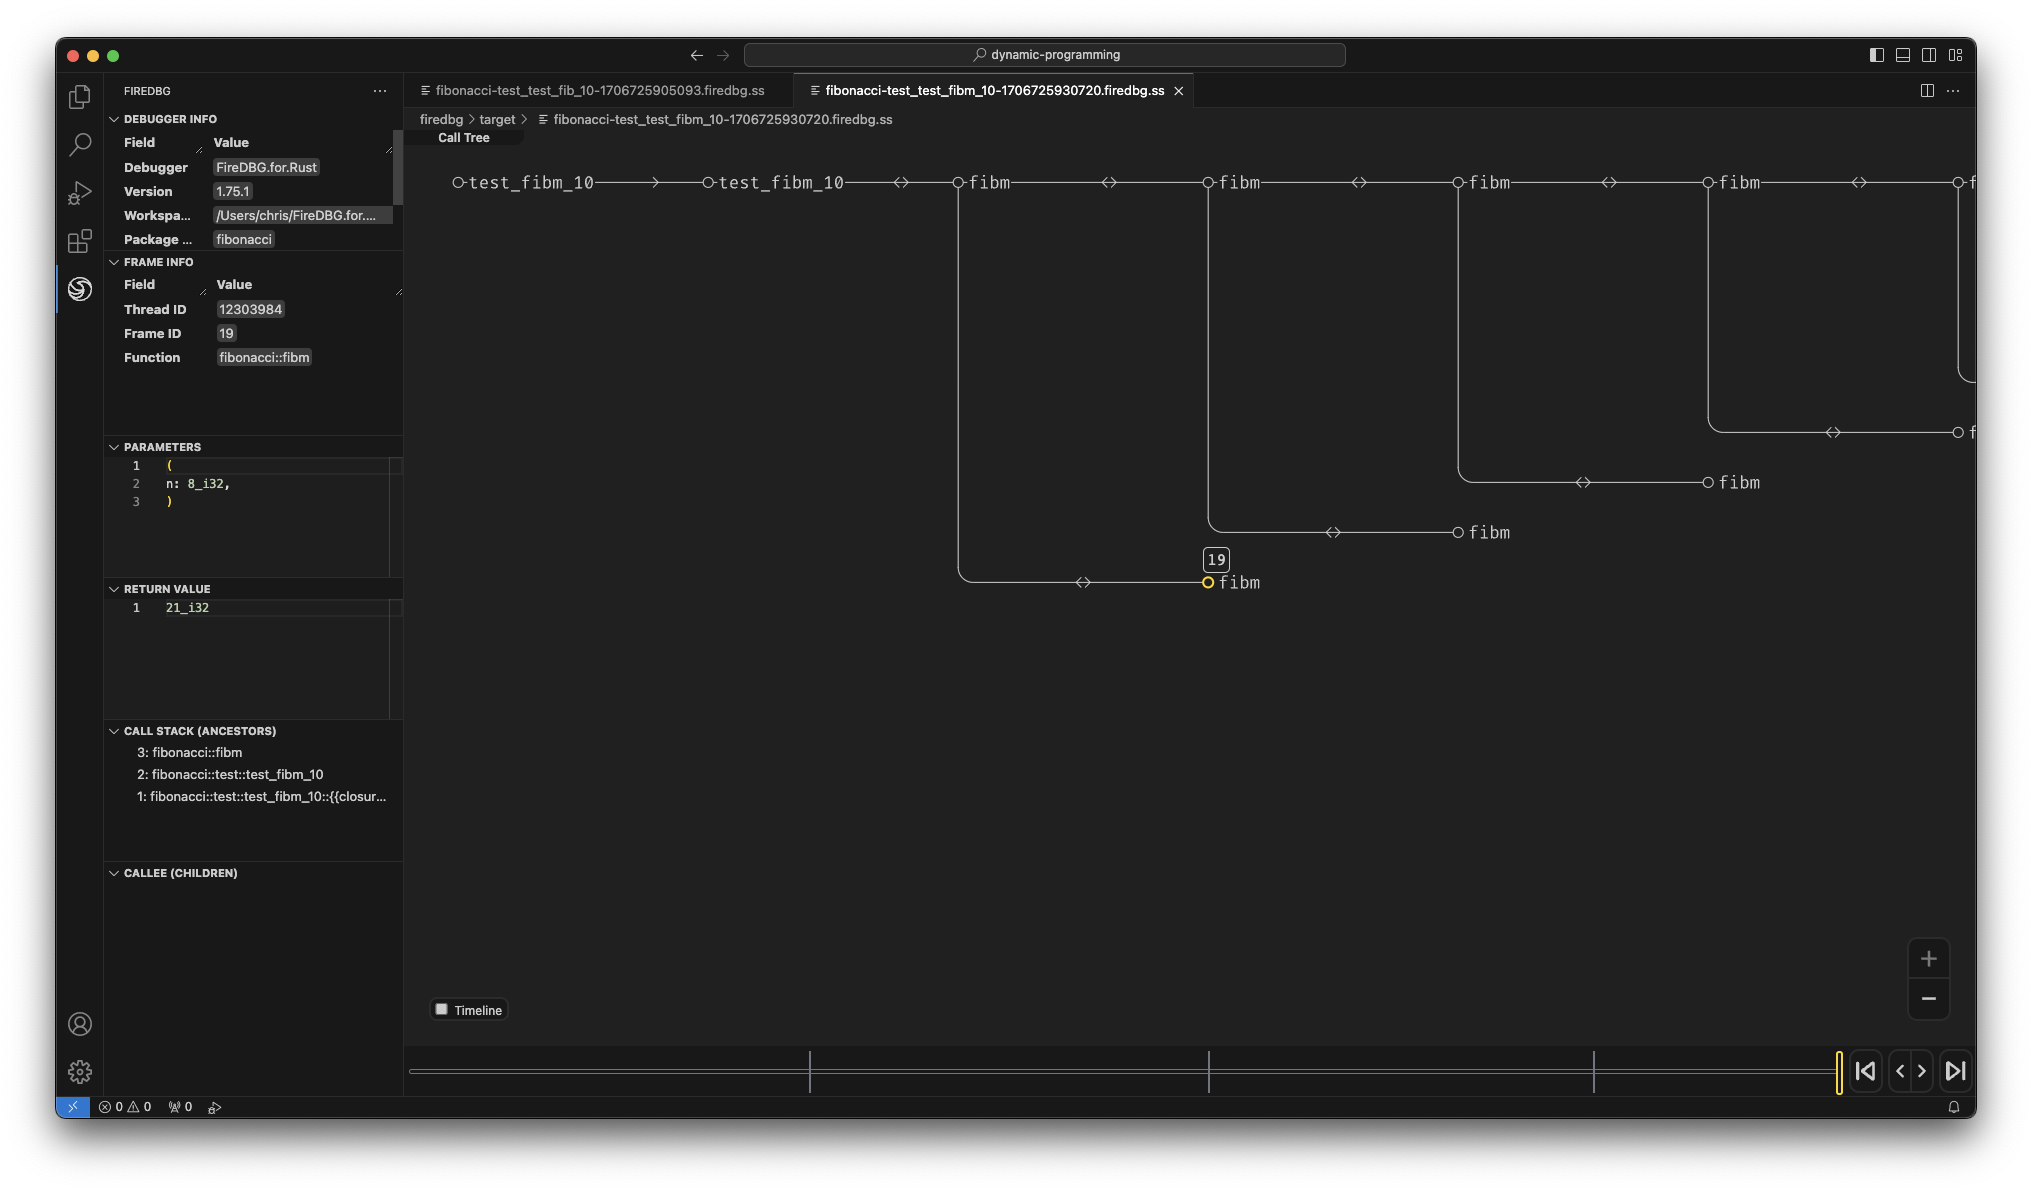 dynamic-programming
FIREDBG
DEBUGGER INFO
Field Value
Debugger FireDBG.for.Rust
Version 1.75.1
Workspa... /Users/chris/FireDBG.for....
Package ... fibonacci
FRAME INFO
Field Value
Thread ID 12303984
Frame ID 19
Function fibonacci::fibm
PARAMETERS
1 (
2 n: 8_i32,
3 )
RETURN VALUE
1 21_i32
CALL STACK (ANCESTORS)
3: fibonacci::fibm
2: fibonacci::test::test_fibm_10
1: fibonacci::test::test_fibm_10::{{closur...
CALLEE (CHILDREN)
fibonacci-test_test_fib_10-1706725905093.firedbg.ss
fibonacci-test_test_fibm_10-1706725930720.firedbg.ss
firedbg > target > fibonacci-test_test_fibm_10-1706725930720.firedbg.ss
Call Tree
test_fibm_10 test_fibm_10 fibm fibm fibm fibm f
f
fibm
fibm
19
fibm
Timeline
0 0 0